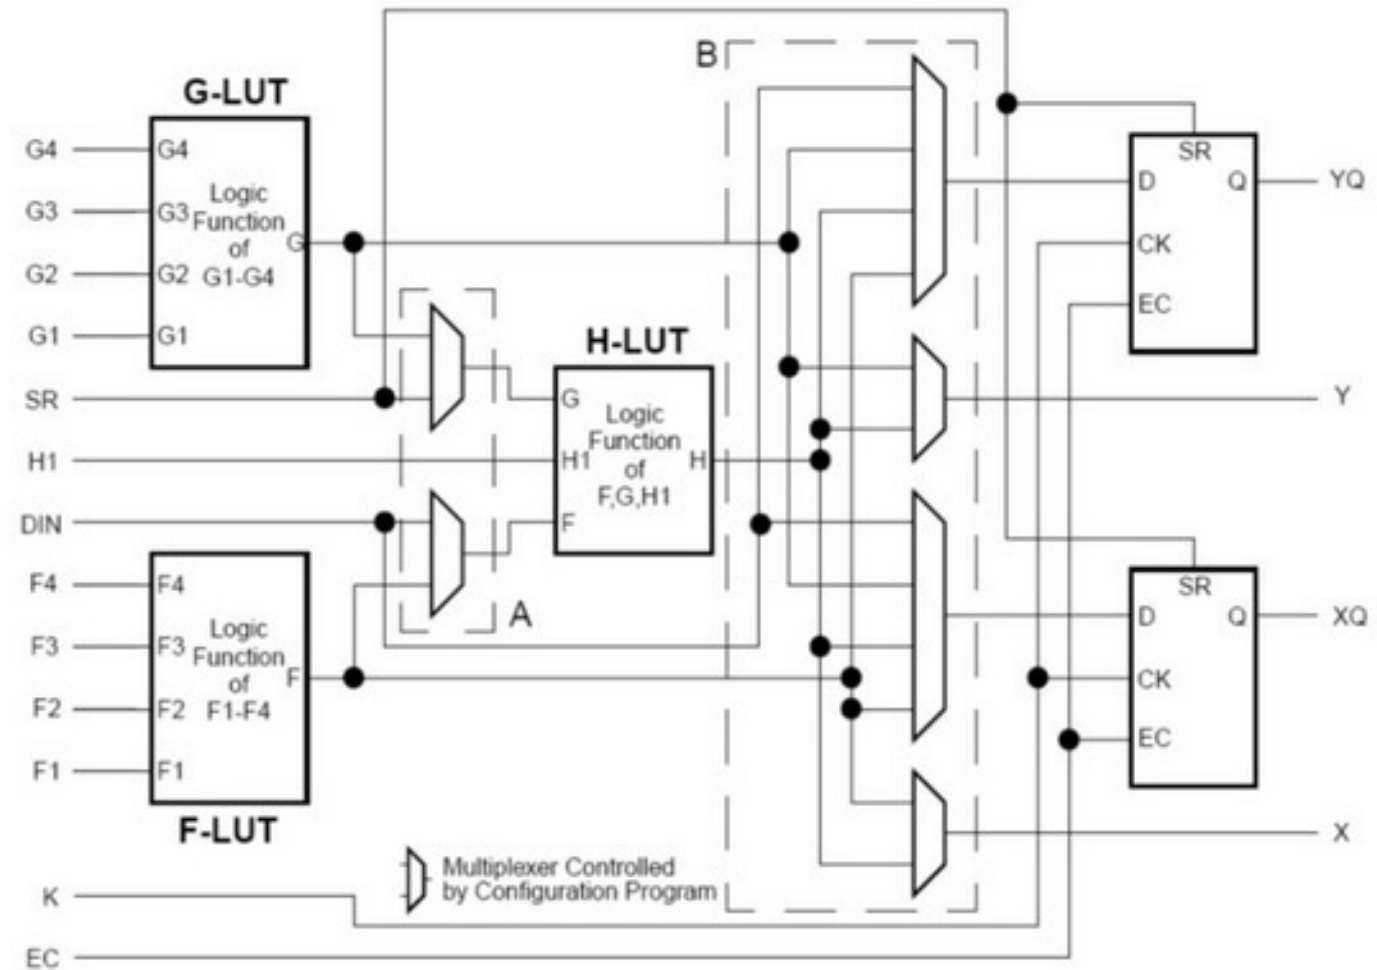 B
G-LUT
G4
G4
Logic
Function
of
G1-G4
G3
G3
G
G2
G2
G1
G1
SR
H1
DIN
H-LUT
G
H1
F
Logic
Function
of
F,G,H1
H
A
F4
F4
Logic
Function
of
F1-F4
F3
F3
F
F2
F2
F1
F1
F-LUT
SR
D
Q
YQ
CK
EC
Y
SR
D
Q
XQ
CK
EC
X
Multiplexer Controlled
by Configuration Program
K
EC